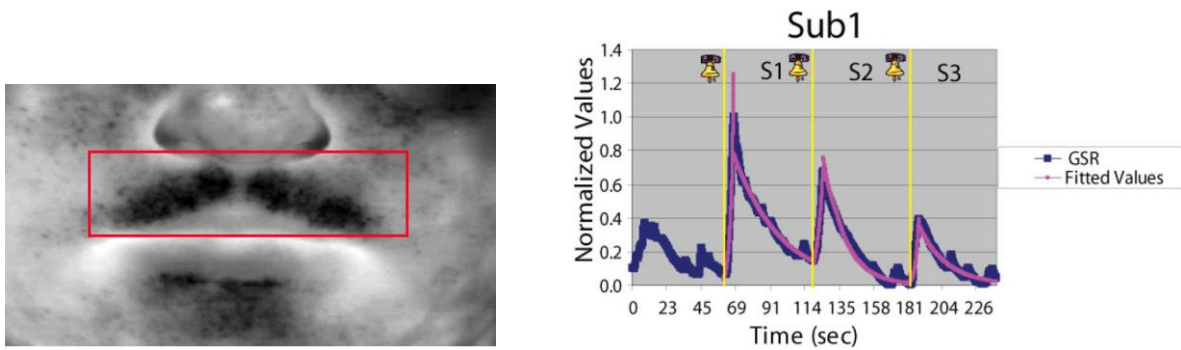 Sub1
Normalized Values
1.4
1.2
1.0
0.8
0.6
0.4
0.2
0.0
S1
S2
S3
0 23 45 69 91 114 135 158 181 204 226
Time (sec)
GSR
Fitted Values